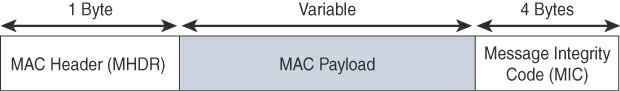 1 Byte Variable 4 Bytes
MAC Header (MHDR) MAC Payload Message Integrity
Code (MIC)